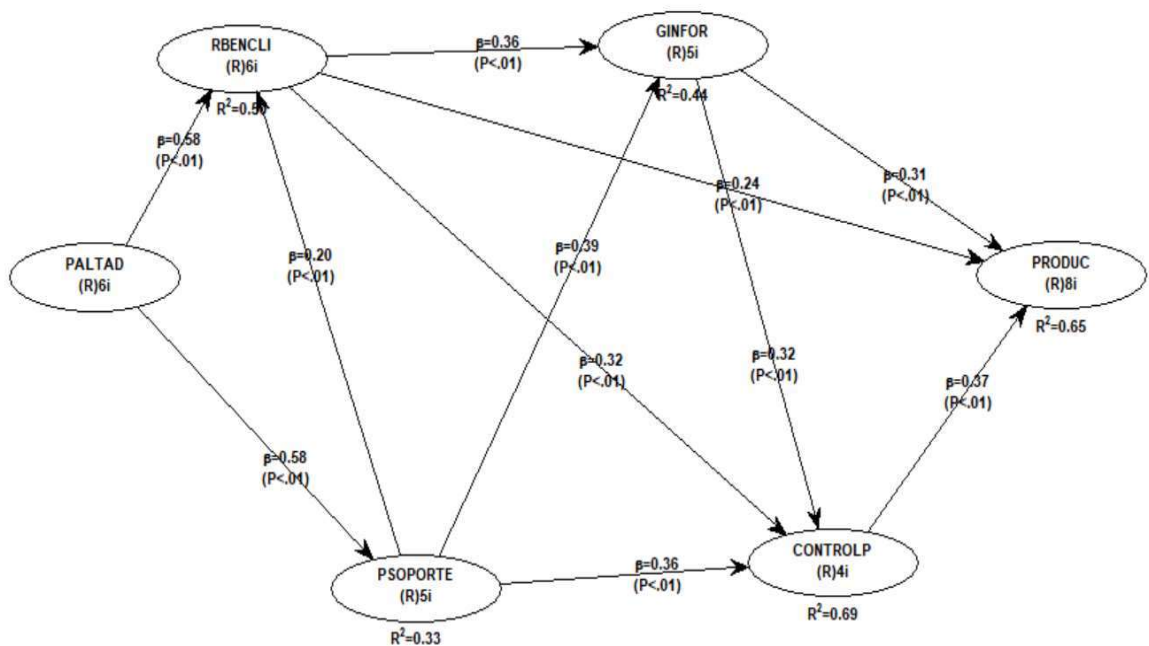 RBENCLI
(R)6i
GINFOR
(R)5i
β=0.36
(P<.01)
R²=0.44
β=0.58
(P<.01)
β=0.31
(P<.01)
β=0.24
(P<.01)
β=0.20
(P<.01)
β=0.39
(P<.01)
PALTAD
(R)6i
PRODUC
(R)8i
R²=0.65
β=0.32
(P<.01)
β=0.32
(P<.01)
β=0.37
(P<.01)
β=0.58
(P<.01)
CONTROLP
(R)4i
β=0.36
(P<.01)
PSOPORTE
(R)5i
R²=0.69
R²=0.33